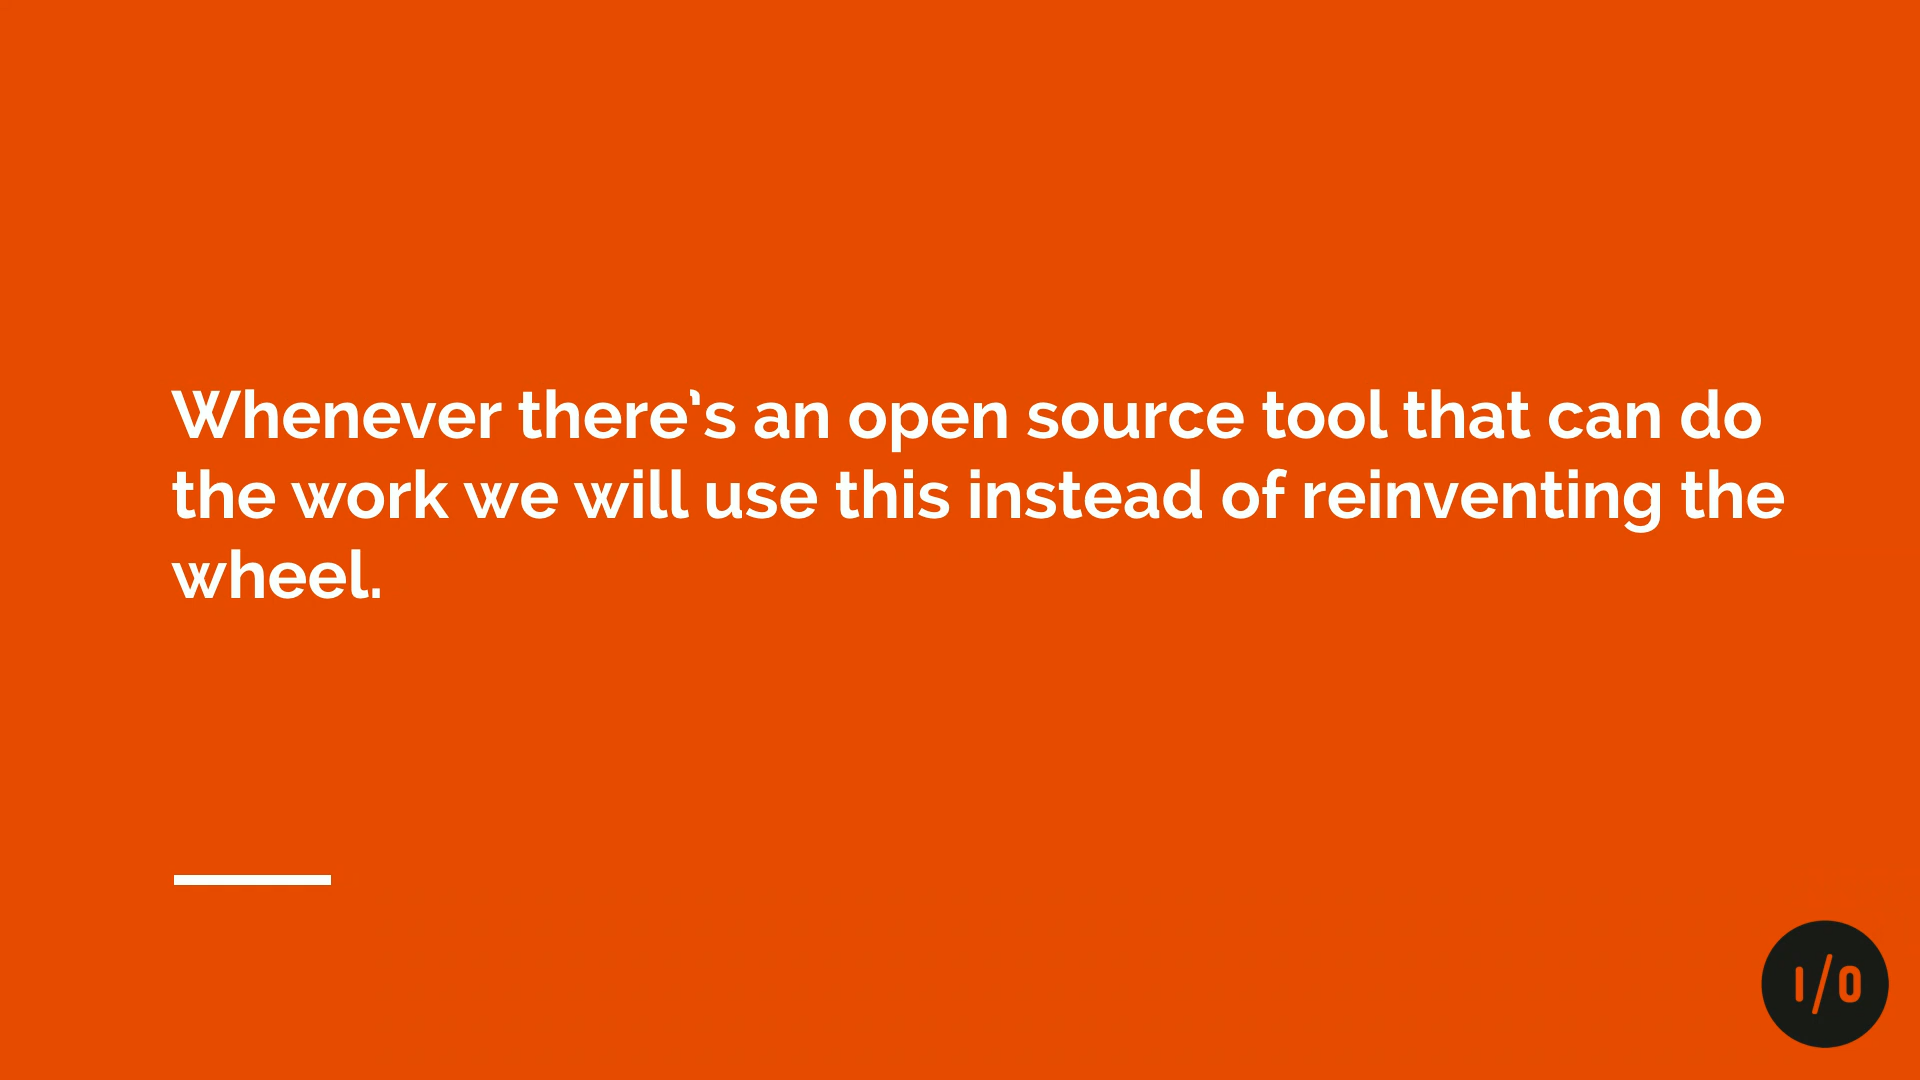 Whenever there’s an open source tool that can do
the work we will use this instead of reinventing the
wheel.
I/O